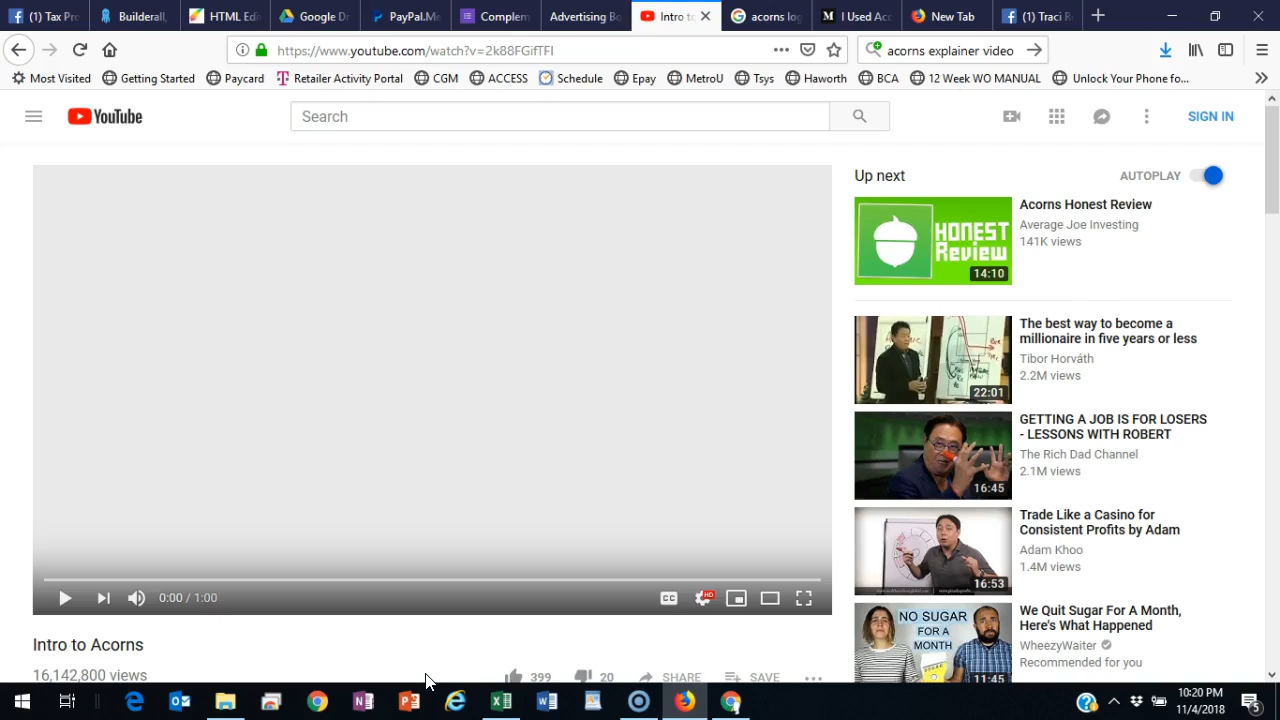 (1) Tax Pro
Builderall,
HTML Edi
Google Dr
PayPal.Me
Complem
Advertising Bo
Intro to
acorns log
I Used Acc
New Tab
(1) Traci R
https://www.youtube.com/watch?v=2k88FGifTFI
acorns explainer video
Most Visited
Getting Started
Paycard
Retailer Activity Portal
CGM
ACCESS
Schedule
Epay
MetroU
Tsys
Haworth
BCA
12 Week WO MANUAL
Unlock Your Phone fo...
YouTube
Search
SIGN IN
Up next
AUTOPLAY
HONEST
Review
14:10
Acorns Honest Review
Average Joe Investing
141K views
22:01
The best way to become a
millionaire in five years or less
Tibor Horváth
2.2M views
16:45
GETTING A JOB IS FOR LOSERS
- LESSONS WITH ROBERT
The Rich Dad Channel
2.1M views
16:53
Trade Like a Casino for
Consistent Profits by Adam
Adam Khoo
1.4M views
NO SUGAR
FOR A
MONTH
11:45
We Quit Sugar For A Month,
Here's What Happened
WheezyWaiter
Recommended for you
0:00 / 1:00
CC
HD
Intro to Acorns
16,142,800 views
399
20
SHARE
SAVE
10:20 PM
11/4/2018
5